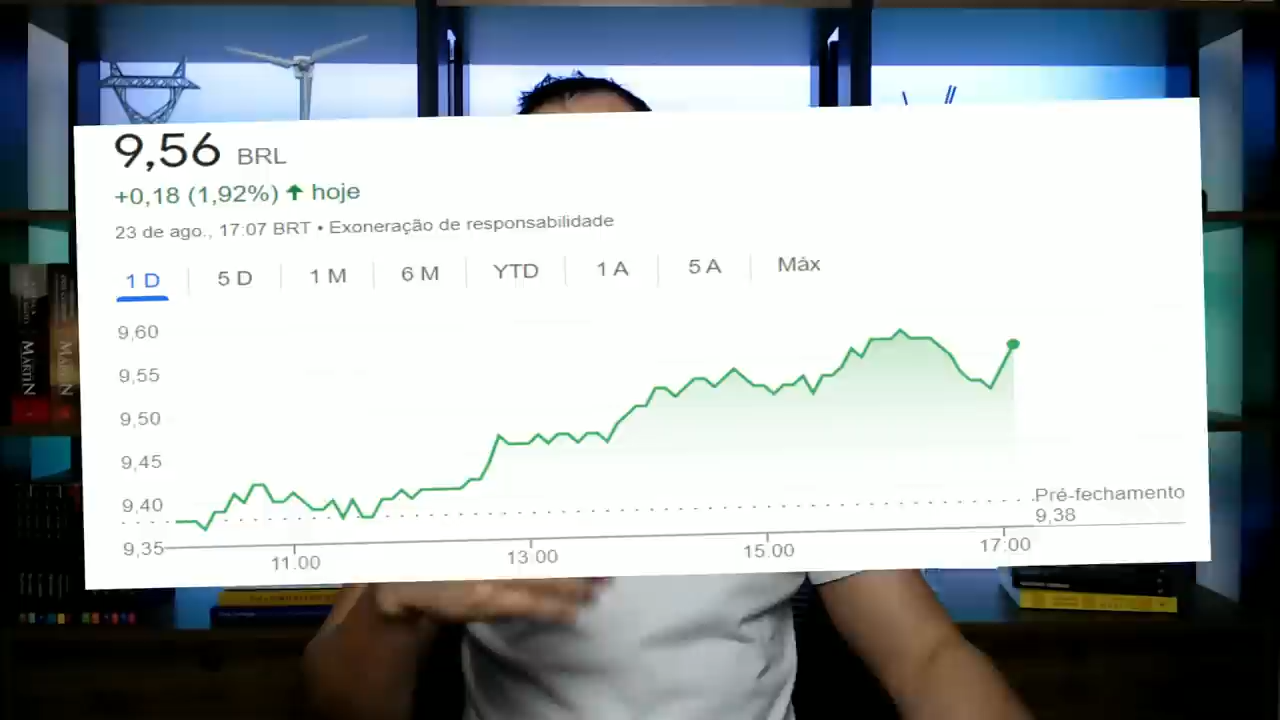 9,56 BRL
+0,18 (1,92%) ↑ hoje
23 de ago., 17:07 BRT • Exoneração de responsabilidade
1 D 5 D 1 M 6 M YTD 1 A 5 A Máx
9,60
9,55
9,50
9,45
9,40
9,35
Pré-fechamento
9,38
11:00 13:00 15:00 17:00
MARTIN
MARTIN